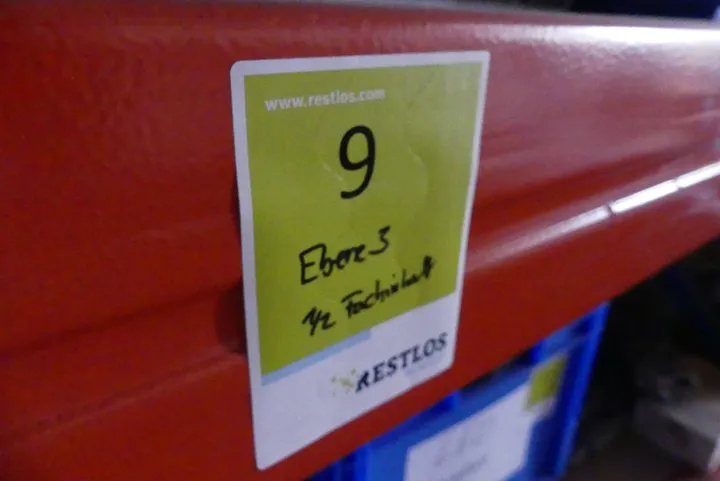 www.restlos.com
9
Ebene 3
1/2 Fachinhalt
RESTLOS